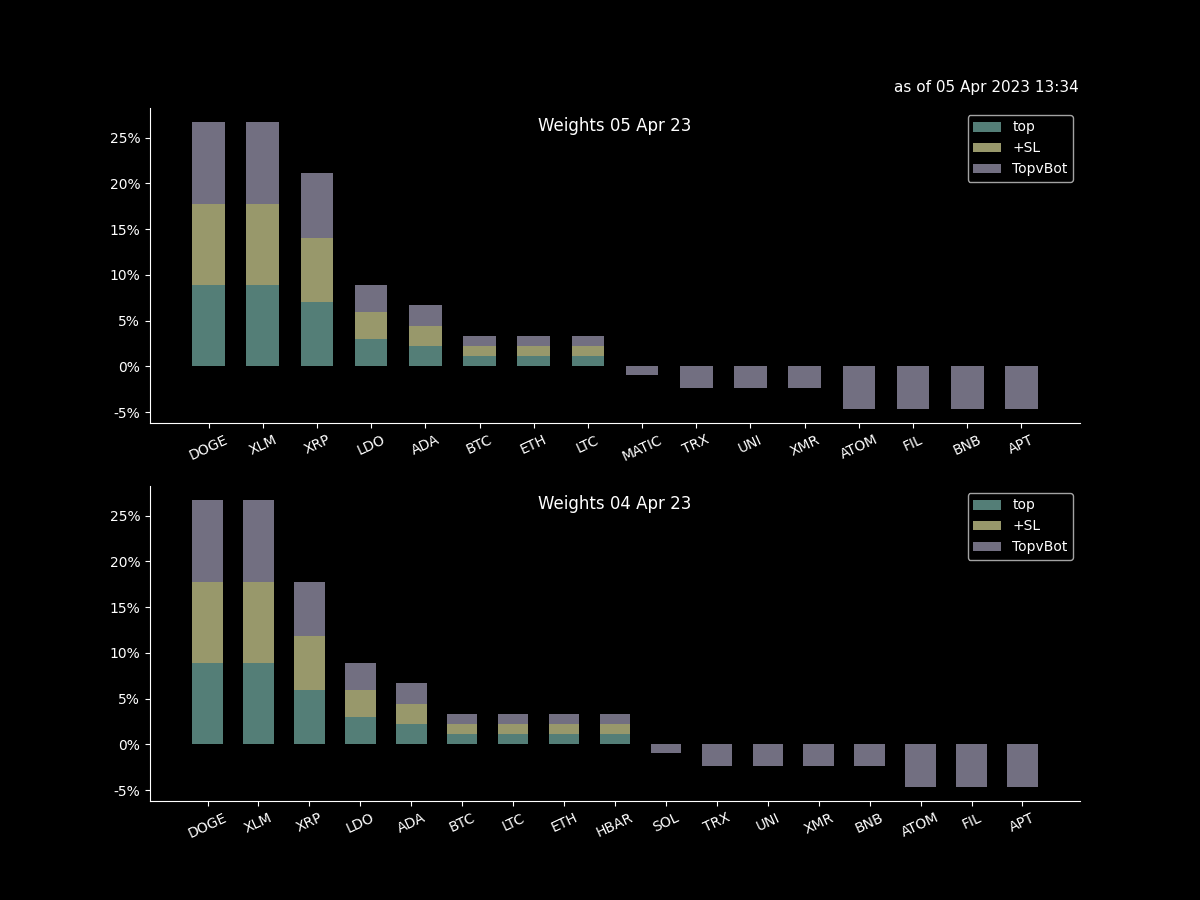 as of 05 Apr 2023 13:34
Weights 05 Apr 23
top
+SL
TopvBot
25%
20%
15%
10%
5%
0%
-5%
DOGE XLM XRP LDO ADA BTC ETH LTC MATIC TRX UNI XMR ATOM FIL BNB APT
Weights 04 Apr 23
top
+SL
TopvBot
25%
20%
15%
10%
5%
0%
-5%
DOGE XLM XRP LDO ADA BTC LTC ETH HBAR SOL TRX UNI XMR BNB ATOM FIL APT